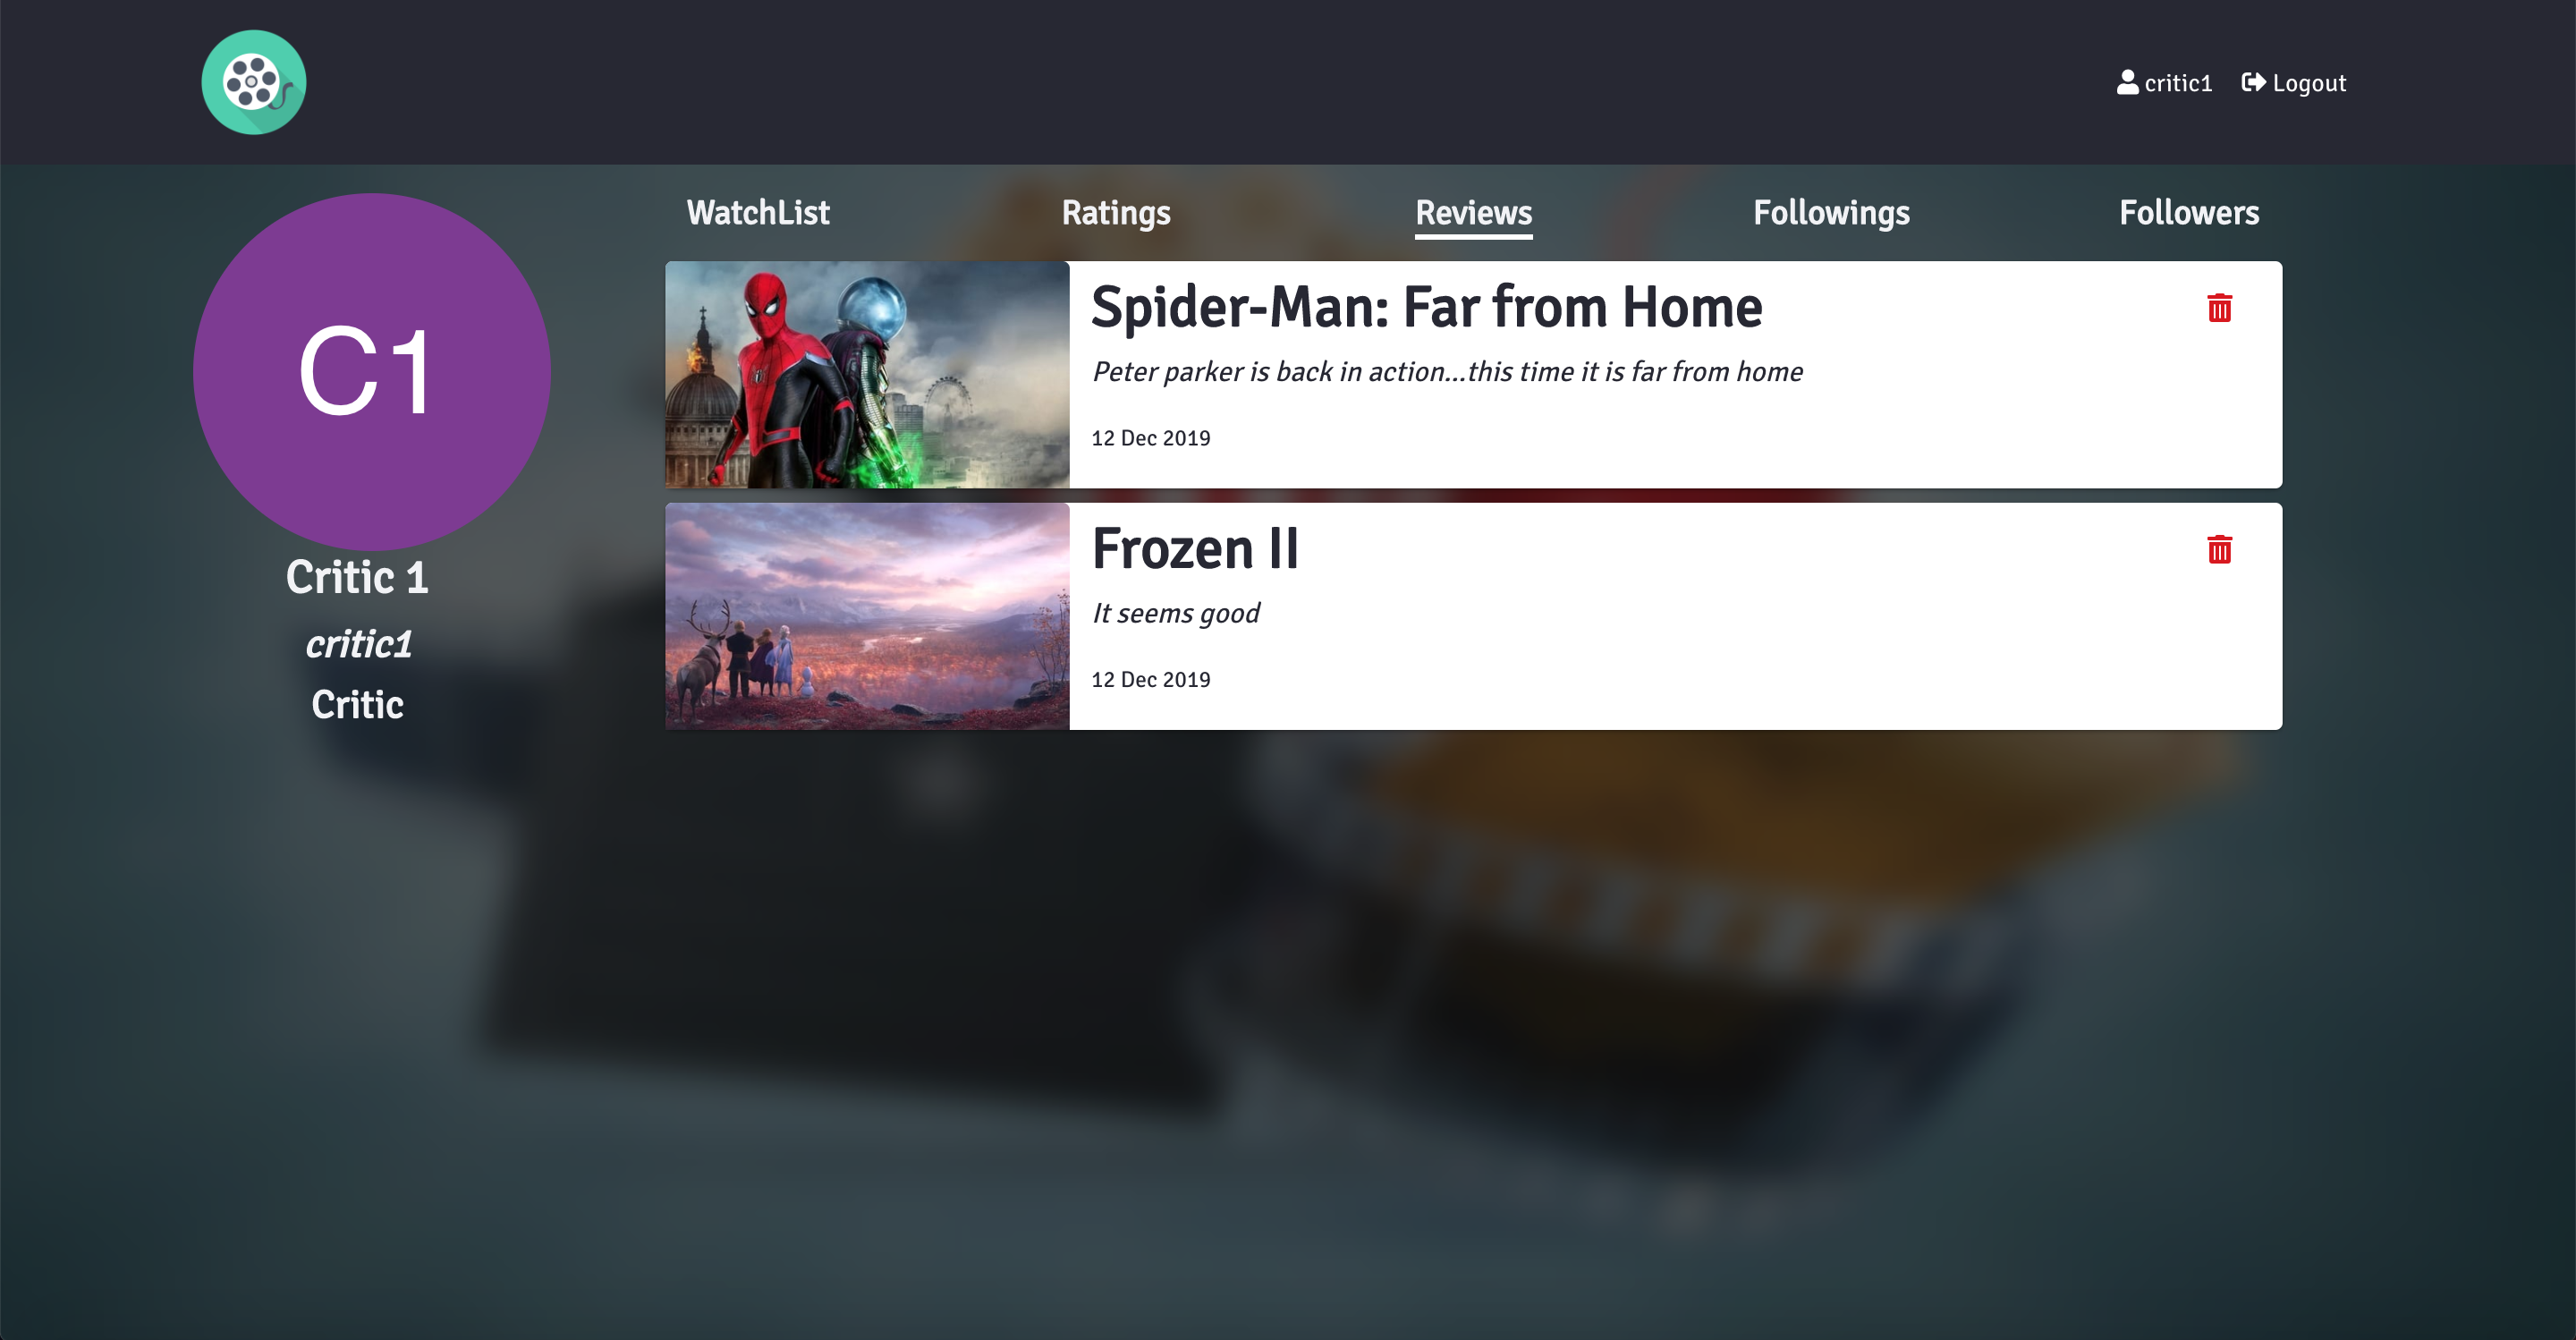 critic1 Logout
WatchList Ratings Reviews Followings Followers
C1
Critic 1
critic1
Critic
Spider-Man: Far from Home
Peter parker is back in action...this time it is far from home
12 Dec 2019
Frozen II
It seems good
12 Dec 2019